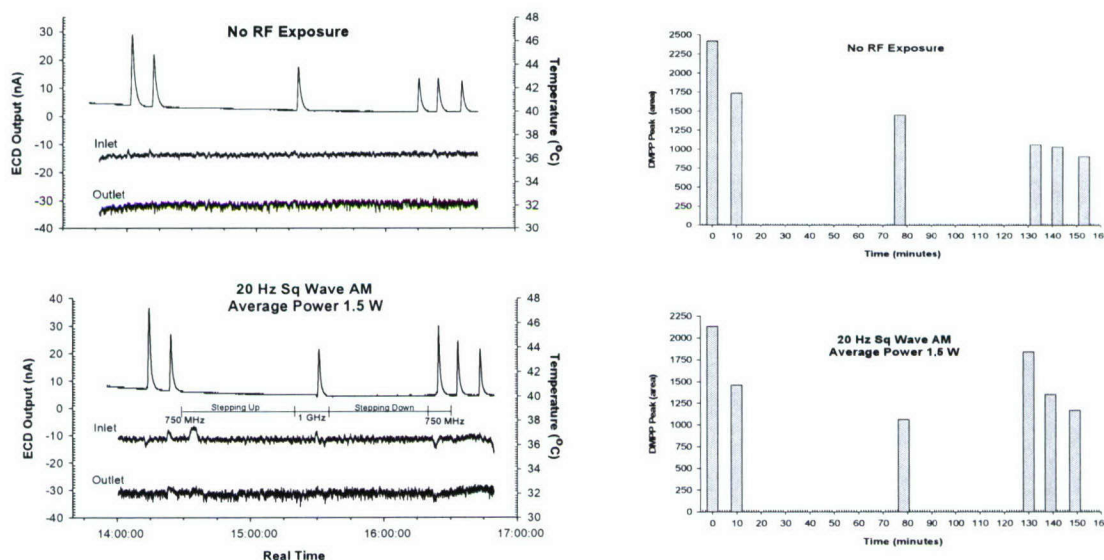 No RF Exposure
ECD Output (nA)
40
30
20
10
0
-10
-20
-30
-40
Inlet
Outlet
48
46
44
42
40
38
36
34
32
30
Temperature (°C)
No RF Exposure
DMPP Peak (area)
2500
2250
2000
1750
1500
1250
1000
750
500
250
0
0 10 20 30 40 50 60 70 80 90 100 110 120 130 140 150 16
Time (minutes)
20 Hz Sq Wave AM
Average Power 1.5 W
ECD Output (nA)
40
30
20
10
0
-10
-20
-30
-40
Stepping Up
Stepping Down
750 MHz
1 GHz
750 MHz
Inlet
Outlet
48
46
44
42
40
38
36
34
32
30
Temperature (°C)
14:00:00 15:00:00 16:00:00 17:00:00
Real Time
20 Hz Sq Wave AM
Average Power 1.5 W
DMPP Peak (area)
2250
2000
1750
1500
1250
1000
750
500
250
0
0 10 20 30 40 50 60 70 80 90 100 110 120 130 140 150 16
Time (minutes)